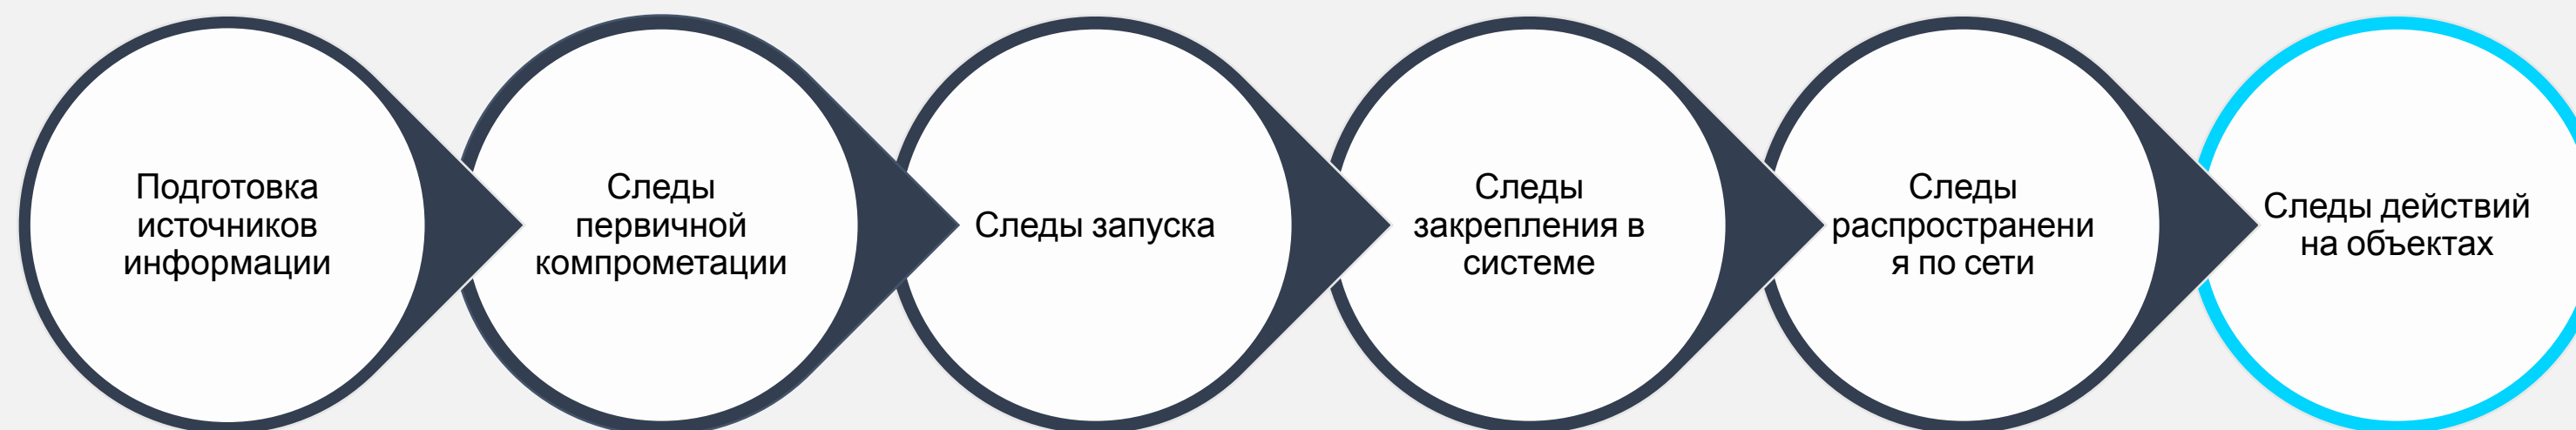 Подготовка
источников
информации
Следы
первичной
компрометации
Следы запуска
Следы
закрепления в
системе
Следы
распространени
я по сети
Следы действий
на объектах